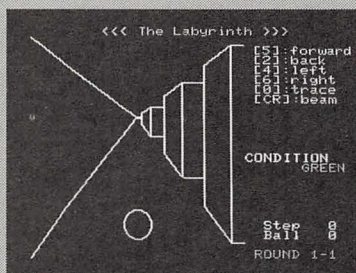 <<< The Labyrinth >>>
[5]:forward
[2]:back
[4]:left
[6]:right
[0]:trace
[CR]:beam
CONDITION
GREEN
Step 0
Ball 0
ROUND 1-1